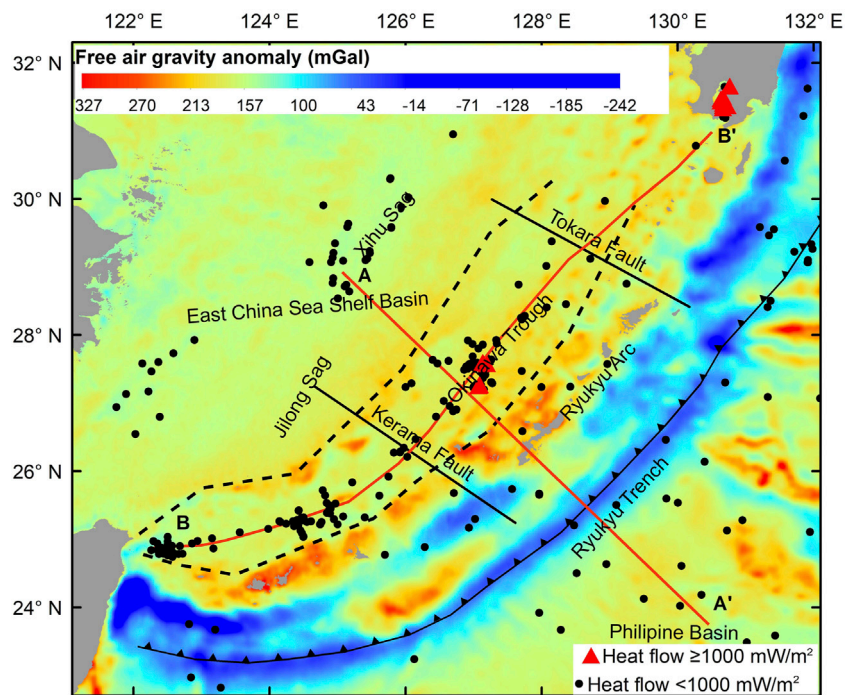 122° E 124° E 126° E 128° E 130° E 132° E
32° N
30° N
28° N
26° N
24° N
Free air gravity anomaly (mGal)
327 270 213 157 100 43 -14 -71 -128 -185 -242
B'
Xihu Sag
A
East China Sea Shelf Basin
Tokara Fault
Okinawa Trough
Ryukyu Arc
Jilong Sag
Kerama Fault
Ryukyu Trench
B
A'
Philipine Basin
Heat flow ≥1000 mW/m²
Heat flow <1000 mW/m²